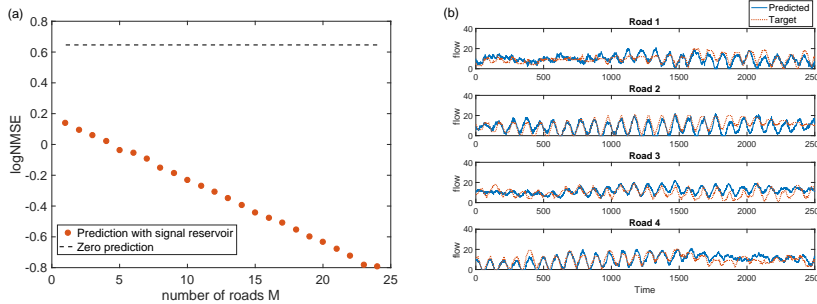 (a)
0.8
0.6
0.4
0.2
0
-0.2
-0.4
-0.6
-0.8
logNMSE
Prediction with signal reservoir
Zero prediction
0 5 10 15 20 25
number of roads M
(b)
Predicted
Target
Road 1
40
20
0
flow
0 500 1000 1500 2000 2500
Road 2
40
20
0
flow
0 500 1000 1500 2000 2500
Road 3
40
20
0
flow
0 500 1000 1500 2000 2500
Road 4
40
20
0
flow
0 500 1000 1500 2000 2500
Time